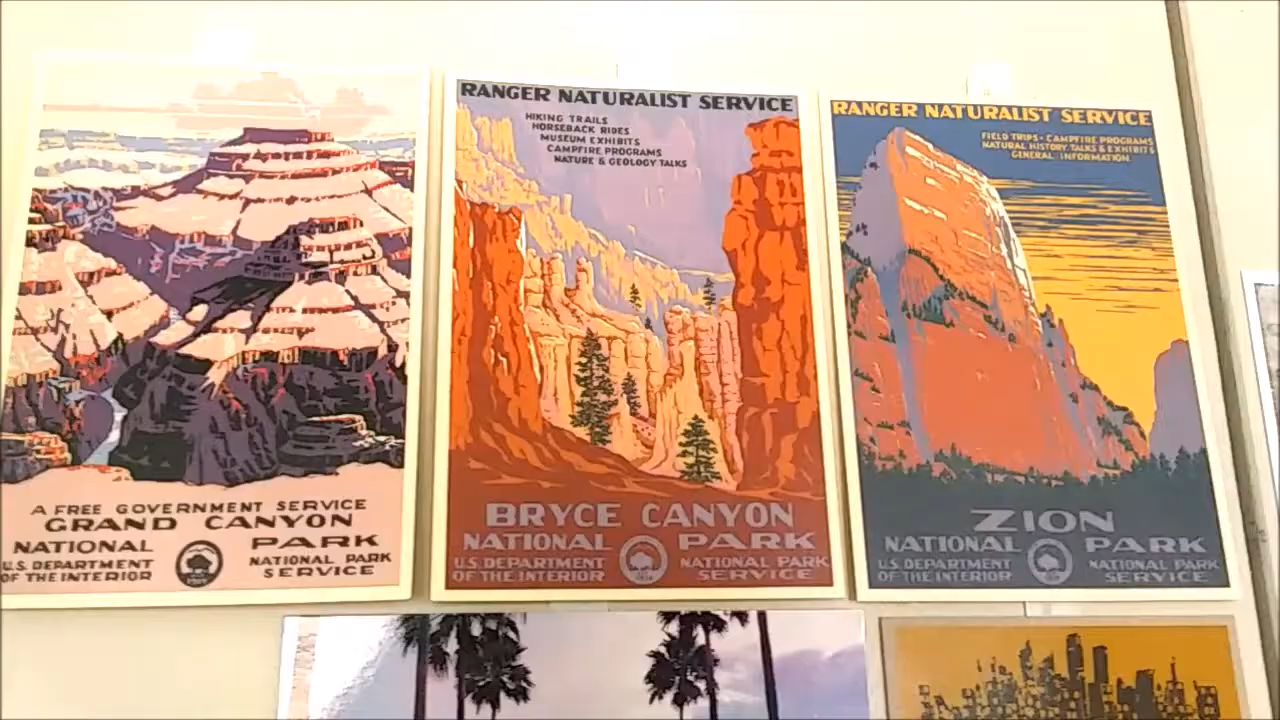 A FREE GOVERNMENT SERVICE
GRAND CANYON
NATIONAL PARK
U.S. DEPARTMENT OF THE INTERIOR
NATIONAL PARK SERVICE
RANGER NATURALIST SERVICE
HIKING TRAILS
HORSEBACK RIDES
MUSEUM EXHIBITS
CAMPFIRE PROGRAMS
NATURE & GEOLOGY TALKS
BRYCE CANYON
NATIONAL PARK
U.S. DEPARTMENT OF THE INTERIOR
NATIONAL PARK SERVICE
RANGER NATURALIST SERVICE
FIELD TRIPS - CAMPFIRE PROGRAMS
NATURAL HISTORY TALKS & EXHIBITS
GENERAL INFORMATION
ZION
NATIONAL PARK
U.S. DEPARTMENT OF THE INTERIOR
NATIONAL PARK SERVICE